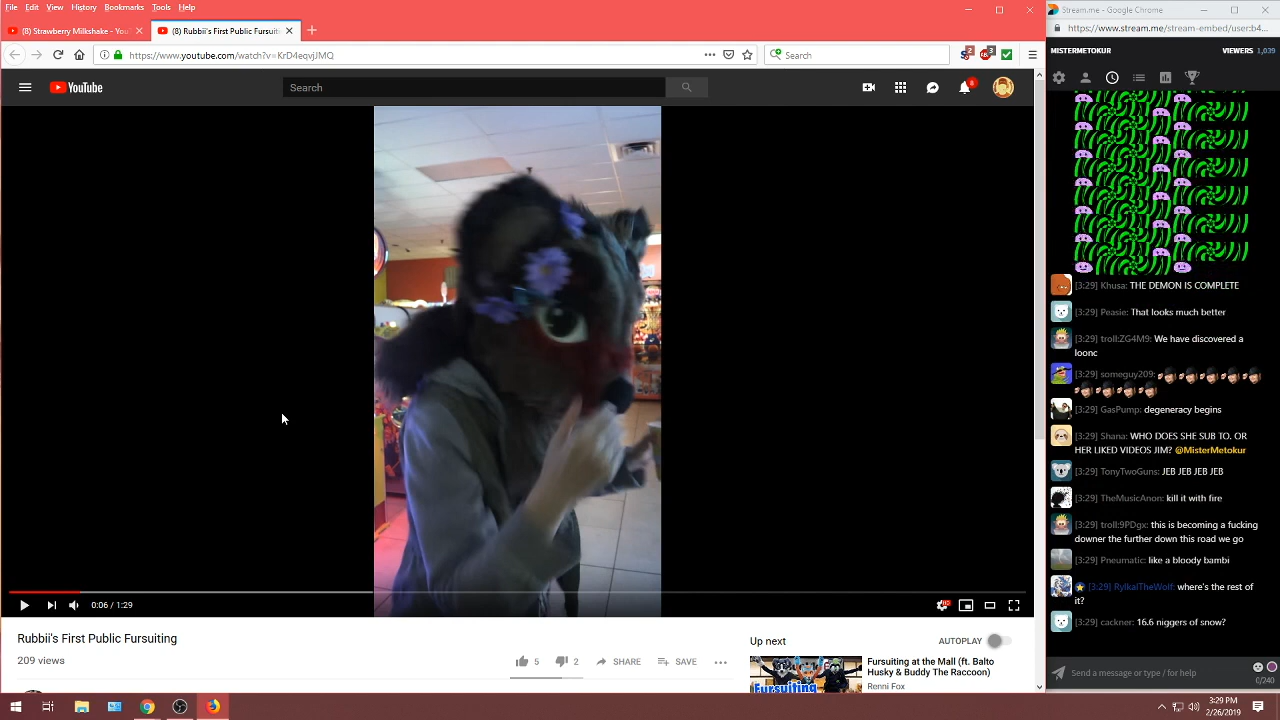 File Edit View History Bookmarks Tools Help
(8) Strawberry Milkshake - You
(8) Rubbii's First Public Fursuiti
https://www.youtube.com/watch?v=KrD4eqvjJMQ
Search
2
3
YouTube
Search
8
0:06 / 1:29
HD
Rubbii's First Public Fursuiting
209 views
5
2
SHARE
SAVE
Up next
AUTOPLAY
Fursuiting
Fursuiting at the Mall (ft. Balto
Husky & Buddy The Raccoon)
Renni Fox
Stream.me - Google Chrome
https://www.stream.me/stream-embed/user:b4...
MISTERMETOKUR
VIEWERS 1,039
[3:29] Khusa: THE DEMON IS COMPLETE
[3:29] Peasie: That looks much better
[3:29] troll:ZG4M9: We have discovered a
loonc
[3:29] someguy209:
[3:29] GasPump: degeneracy begins
[3:29] Shana: WHO DOES SHE SUB TO. OR
HER LIKED VIDEOS JIM? @MisterMetokur
[3:29] TonyTwoGuns: JEB JEB JEB JEB
[3:29] TheMusicAnon: kill it with fire
[3:29] troll:9PDgx: this is becoming a fucking
downer the further down this road we go
[3:29] Pneumatic: like a bloody bambi
[3:29] RylkalTheWolf: where's the rest of
it?
[3:29] cackner: 16.6 niggers of snow?
Send a message or type / for help
0/240
3:29 PM
2/26/2019